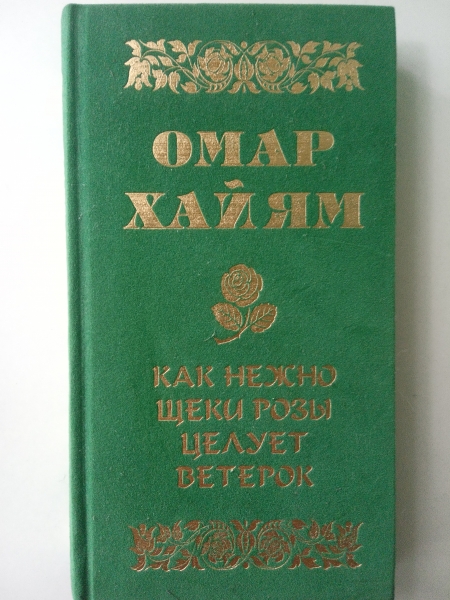 ОМАР
ХАЙЯМ
КАК НЕЖНО
ЩЕКИ РОЗЫ
ЦЕЛУЕТ
ВЕТЕРОК